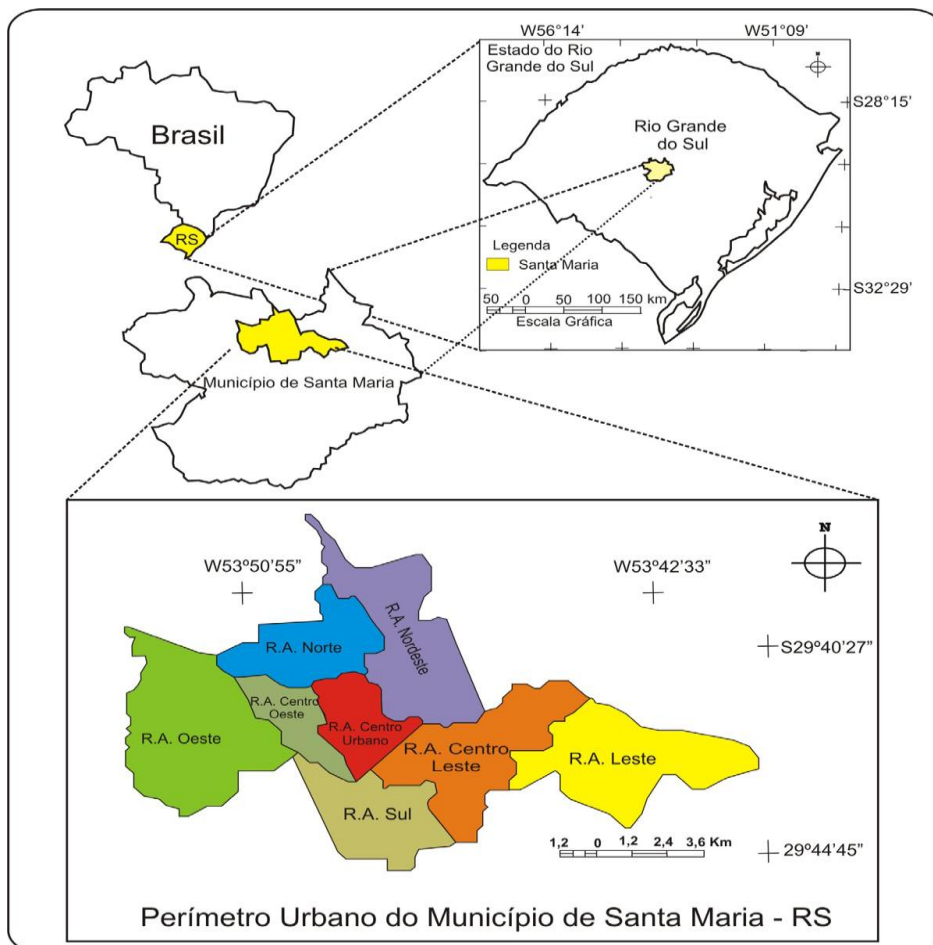 Brasil
RS
W56°14’
W51°09’
Estado do Rio
Grande do Sul
N
S28°15’
Rio Grande
do Sul
Legenda
Santa Maria
S32°29’
50 0 50 100 150 km
Escala Gráfica
Município de Santa Maria
N
W53º50’55”
W53º42’33”
S29º40’27”
R.A. Norte
R.A. Nordeste
R.A. Centro
Oeste
R.A. Centro
Urbano
R.A. Oeste
R.A. Centro
Leste
R.A. Leste
R.A. Sul
1,2 0 1,2 2,4 3,6 Km
29º44’45”
Perímetro Urbano do Município de Santa Maria - RS